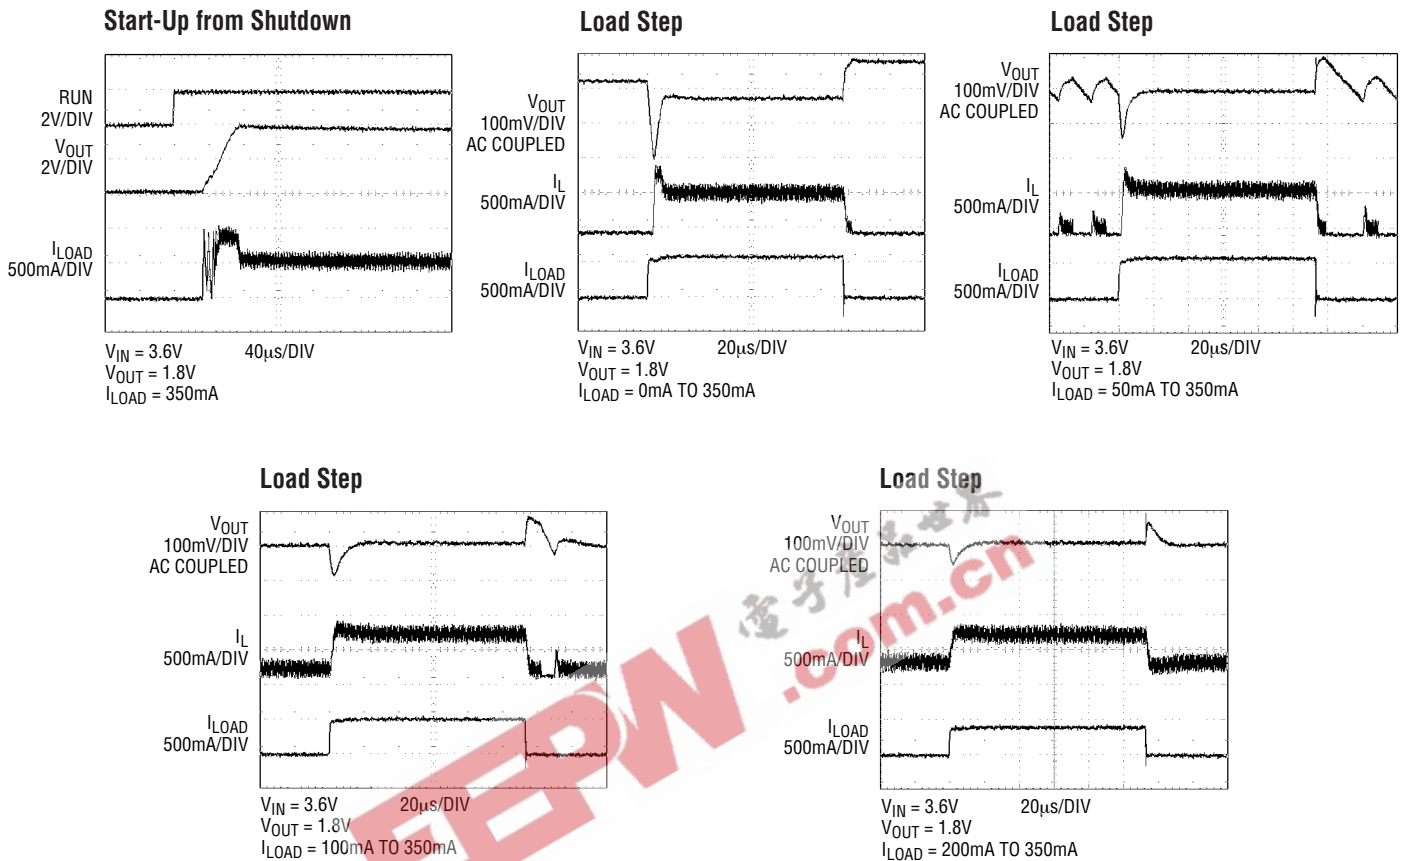 Start-Up from Shutdown
RUN
2V/DIV
VOUT
2V/DIV
ILOAD
500mA/DIV
VIN = 3.6V
40µs/DIV
VOUT = 1.8V
ILOAD = 350mA
Load Step
VOUT
100mV/DIV
AC COUPLED
IL
500mA/DIV
ILOAD
500mA/DIV
VIN = 3.6V
20µs/DIV
VOUT = 1.8V
ILOAD = 0mA TO 350mA
Load Step
VOUT
100mV/DIV
AC COUPLED
IL
500mA/DIV
ILOAD
500mA/DIV
VIN = 3.6V
20µs/DIV
VOUT = 1.8V
ILOAD = 50mA TO 350mA
Load Step
VOUT
100mV/DIV
AC COUPLED
IL
500mA/DIV
ILOAD
500mA/DIV
VIN = 3.6V
20µs/DIV
VOUT = 1.8V
ILOAD = 100mA TO 350mA
Load Step
VOUT
100mV/DIV
AC COUPLED
IL
500mA/DIV
ILOAD
500mA/DIV
VIN = 3.6V
20µs/DIV
VOUT = 1.8V
ILOAD = 200mA TO 350mA
電子產品世界
EEPW
.com.cn